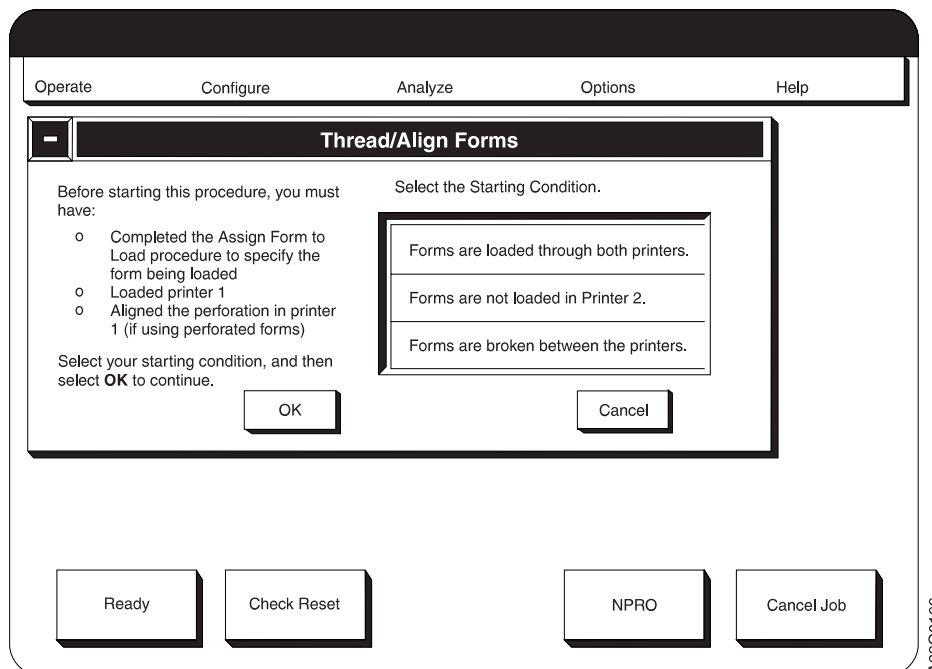 Operate Configure Analyze Options Help
Thread/Align Forms
Before starting this procedure, you must
have:
o Completed the Assign Form to
Load procedure to specify the
form being loaded
o Loaded printer 1
o Aligned the perforation in printer
1 (if using perforated forms)
Select your starting condition, and then
select OK to continue.
Select the Starting Condition.
Forms are loaded through both printers.
Forms are not loaded in Printer 2.
Forms are broken between the printers.
OK Cancel
Ready Check Reset NPRO Cancel Job